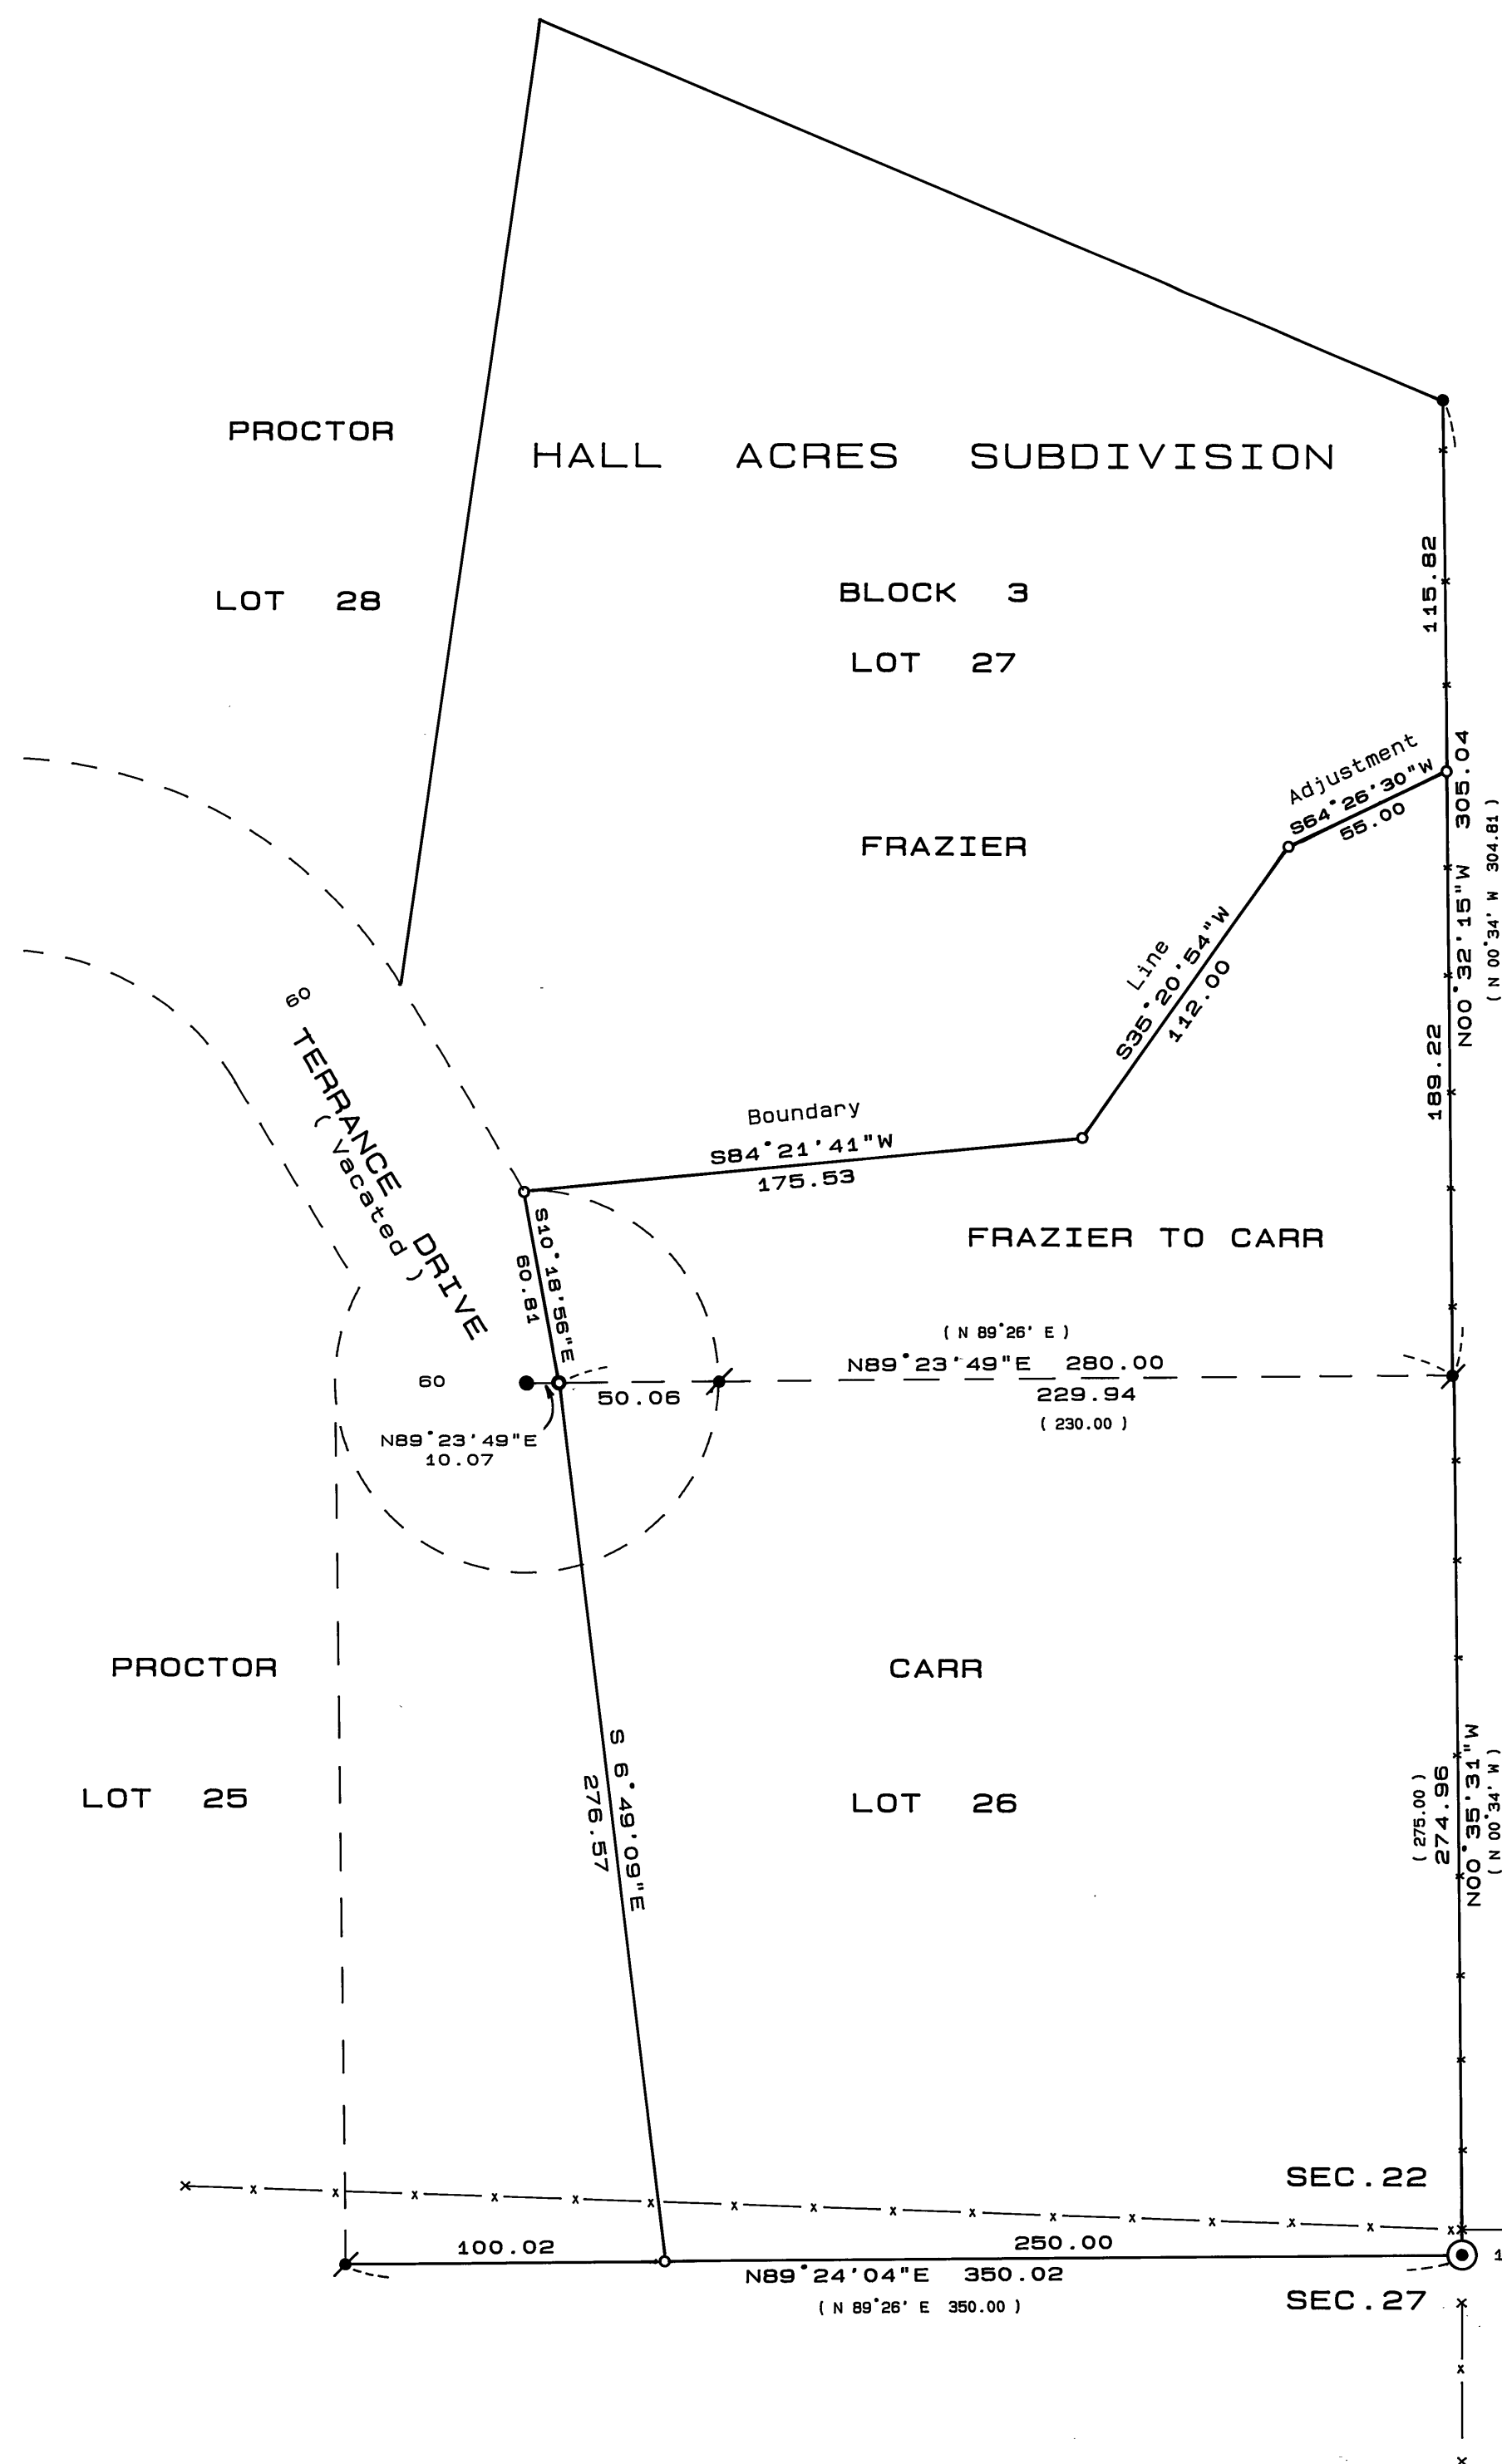 PROCTOR
HALL ACRES SUBDIVISION
LOT 28
BLOCK 3
LOT 27
115.82
Adjustment
S64°26'30"W
55.00
N00°32'15"W 305.04
( N 00°34' W 304.81 )
FRAZIER
Line
S35°20'54"W
112.00
60
TERRANCE DRIVE
( Vacated )
189.22
Boundary
S84°21'41"W
175.53
S10°18'56"E
60.81
FRAZIER TO CARR
( N 89°26' E )
N89°23'49"E 280.00
60
50.06
229.94
( 230.00 )
N89°23'49"E
10.07
PROCTOR
CARR
S 6°49'09"E
276.57
LOT 25
LOT 26
( 275.00 )
274.96
N00°35'31"W
( N 00°34' W )
SEC.22
100.02
250.00
N89°24'04"E 350.02
( N 89°26' E 350.00 )
SEC.27